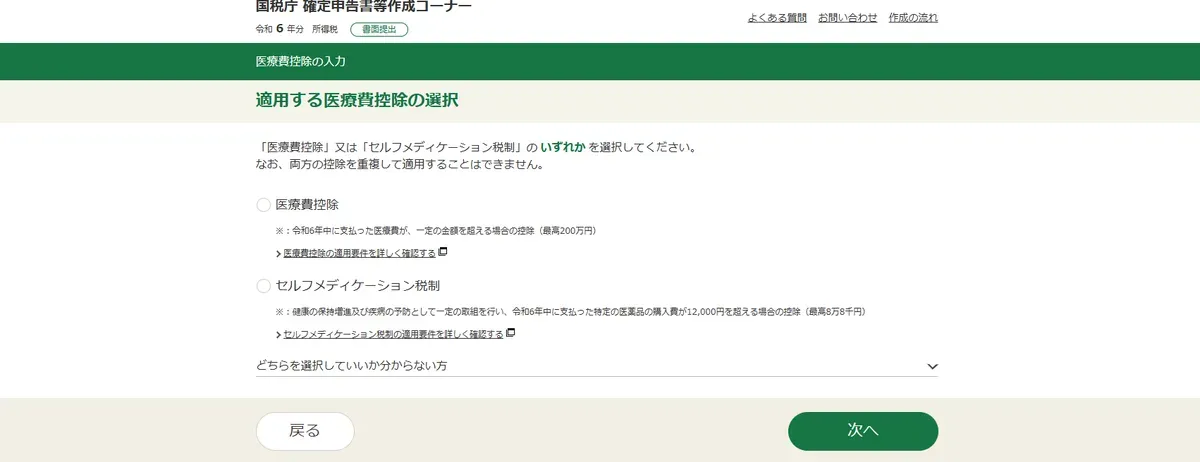 国税庁 確定申告書等作成コーナー
よくある質問 お問い合わせ 作成の流れ
令和 6 年分 所得税 書面提出
医療費控除の入力
適用する医療費控除の選択
「医療費控除」又は「セルフメディケーション税制」の いずれか を選択してください。
なお、両方の控除を重複して適用することはできません。
医療費控除
※：令和6年中に支払った医療費が、一定の金額を超える場合の控除（最高200万円）
医療費控除の適用要件を詳しく確認する
セルフメディケーション税制
※：健康の保持増進及び疾病の予防として一定の取組を行い、令和6年中に支払った特定の医薬品の購入費が12,000円を超える場合の控除（最高8万8千円）
セルフメディケーション税制の適用要件を詳しく確認する
どちらを選択していいか分からない方
戻る 次へ